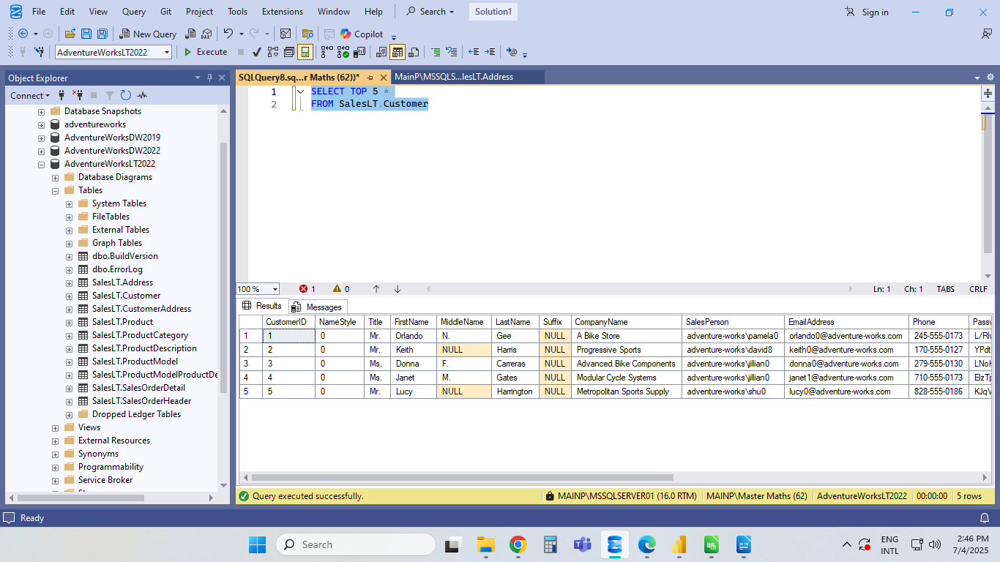 File Edit View Query Git Project Tools Extensions Window Help Search Solution1 Sign in
New Query DAX Copilot
AdventureWorksLT2022 Execute
Object Explorer
Connect
Database Snapshots
adventureworks
AdventureWorksDW2019
AdventureWorksDW2022
AdventureWorksLT2022
Database Diagrams
Tables
System Tables
FileTables
External Tables
Graph Tables
dbo.BuildVersion
dbo.ErrorLog
SalesLT.Address
SalesLT.Customer
SalesLT.CustomerAddress
SalesLT.Product
SalesLT.ProductCategory
SalesLT.ProductDescription
SalesLT.ProductModel
SalesLT.ProductModelProductDe
SalesLT.SalesOrderDetail
SalesLT.SalesOrderHeader
Dropped Ledger Tables
Views
External Resources
Synonyms
Programmability
Service Broker
SQLQuery8.sq...r Maths (62))* MainP\MSSQLS...lesLT.Address
1 SELECT TOP 5 *
2 FROM SalesLT.Customer
100 % 1 0 Ln: 1 Ch: 1 TABS CRLF
Results Messages
CustomerID NameStyle Title FirstName MiddleName LastName Suffix CompanyName SalesPerson EmailAddress Phone Passw
1 1 0 Mr. Orlando N. Gee NULL A Bike Store adventure-works\pamela0 orlando0@adventure-works.com 245-555-0173
2 2 0 Mr. Keith NULL Harris NULL Progressive Sports adventure-works\david8 keith0@adventure-works.com 170-555-0127 YPdt
3 3 0 Ms. Donna F. Carreras NULL Advanced Bike Components adventure-works\jillian0 donna0@adventure-works.com 279-555-0130
4 4 0 Ms. Janet M. Gates NULL Modular Cycle Systems adventure-works\jillian0 janet1@adventure-works.com 710-555-0173
5 5 0 Mr. Lucy NULL Harrington NULL Metropolitan Sports Supply adventure-works\shu0 lucy0@adventure-works.com 828-555-0186
Query executed successfully. MAINP\MSSQLSERVER01 (16.0 RTM) MAINP\Master Maths (62) AdventureWorksLT2022 00:00:00 5 rows
Ready
Search ENG INTL 2:46 PM 7/4/2025